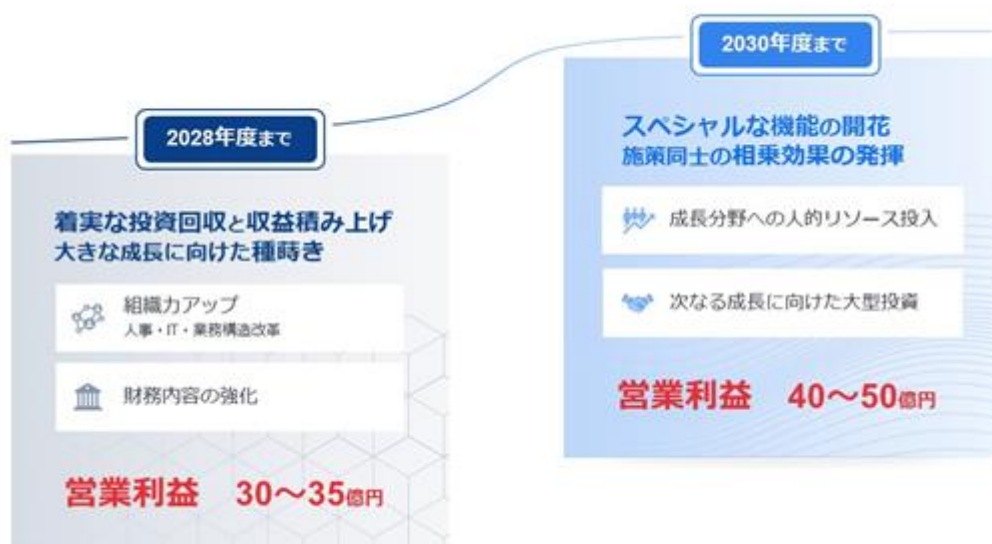 2028年度まで
着実な投資回収と収益積み上げ
大きな成長に向けた種蒔き
組織力アップ
人事・IT・業務構造改革
財務内容の強化
営業利益 30～35億円
2030年度まで
スペシャルな機能の開花
施策同士の相乗効果の発揮
成長分野への人的リソース投入
次なる成長に向けた大型投資
営業利益 40～50億円